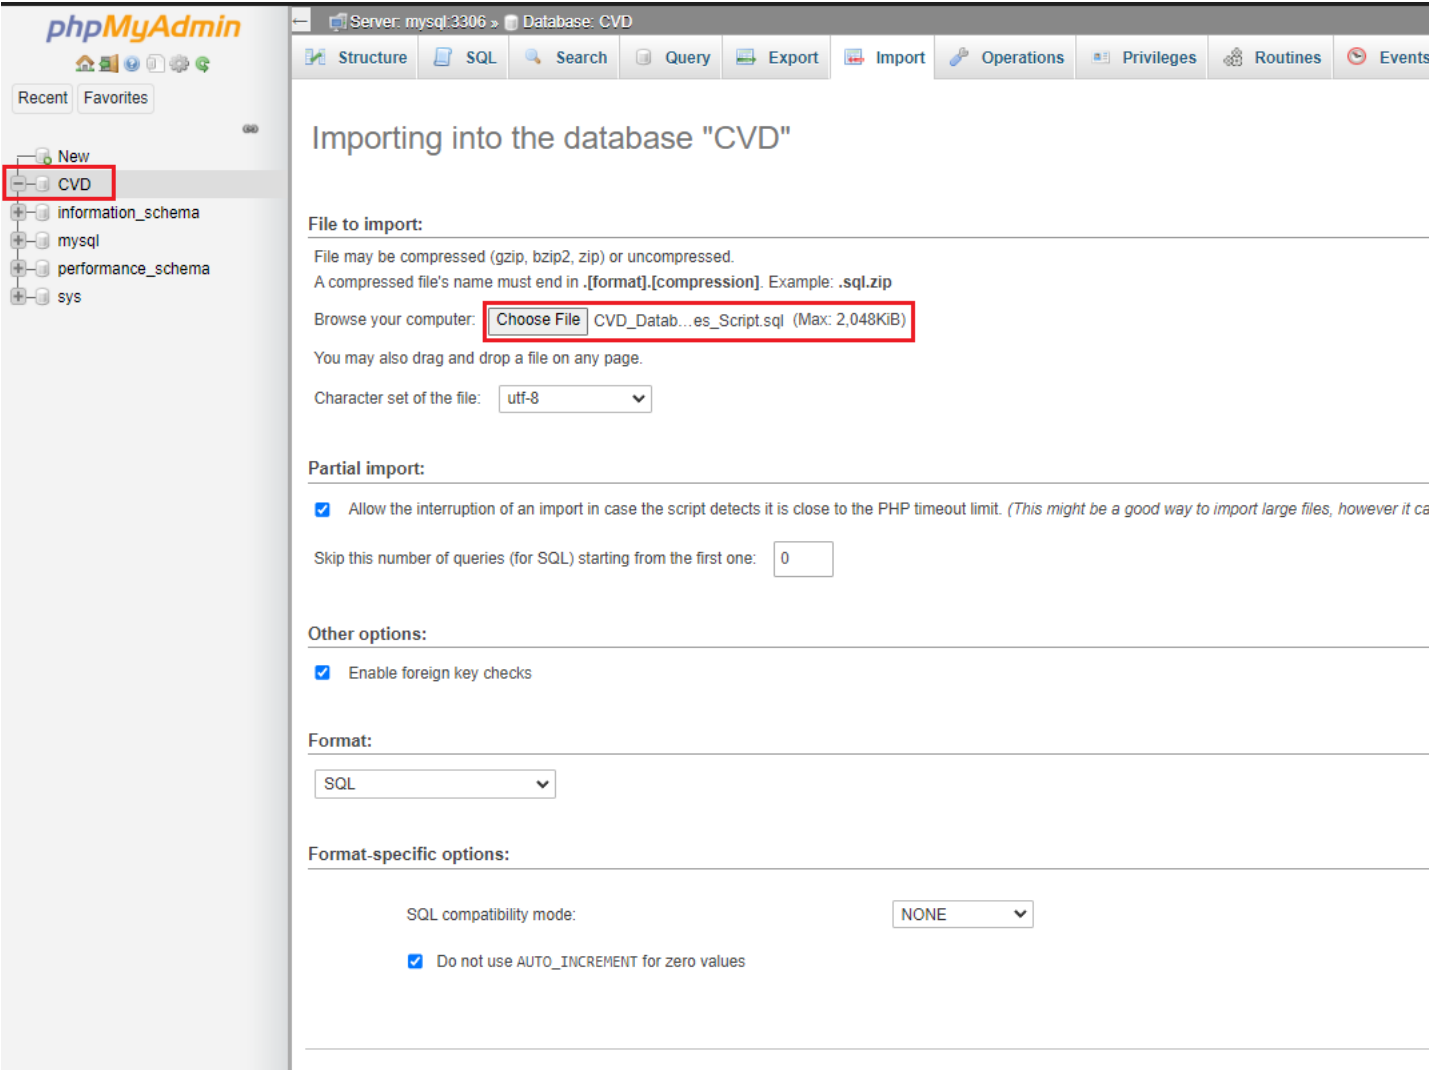 phpMyAdmin
Recent Favorites
New
CVD
information_schema
mysql
performance_schema
sys
Server: mysql:3306 » Database: CVD
Structure SQL Search Query Export Import Operations Privileges Routines Events
Importing into the database "CVD"
File to import:
File may be compressed (gzip, bzip2, zip) or uncompressed.
A compressed file's name must end in .[format].[compression]. Example: .sql.zip
Browse your computer: Choose File CVD_Datab...es_Script.sql (Max: 2,048KiB)
You may also drag and drop a file on any page.
Character set of the file: utf-8
Partial import:
Allow the interruption of an import in case the script detects it is close to the PHP timeout limit. (This might be a good way to import large files, however it ca
Skip this number of queries (for SQL) starting from the first one: 0
Other options:
Enable foreign key checks
Format:
SQL
Format-specific options:
SQL compatibility mode: NONE
Do not use AUTO_INCREMENT for zero values